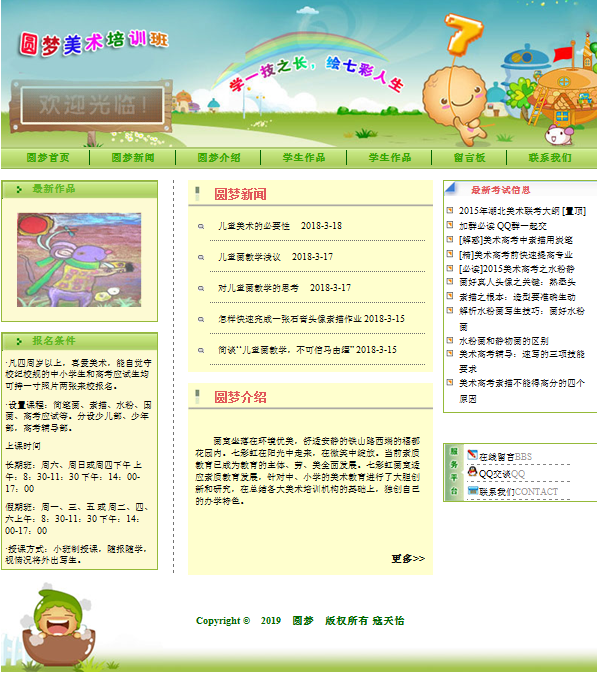 圆梦美术培训班
学一技之长，绘七彩人生
7
欢迎光临！
圆梦首页
圆梦新闻
圆梦介绍
学生作品
学生作品
留言板
联系我们
最新作品
报名条件
·凡四周岁以上，喜爱美术，能自觉守
校纪校规的中小学生和高考应试生均
可持一寸照片两张来校报名。
·设置课程：简笔画、素描、水粉、国
画、高考应试等。分设少儿部、少年
部，高考辅导部。
上课时间
长期班：周六、周日或周四下午 上
午：8：30-11：30 下午：14：00-
17：00
假期班：周一、三、五 或周二、四、
六上午：8：30-11：30 下午：14：
00-17：00
·授课方式：小班制授课，随报随学，
视情况将外出写生。
圆梦新闻
儿童美术的必要性 2018-3-18
儿童画教学浅议 2018-3-17
对儿童画教学的思考 2018-3-17
怎样快速完成一张石膏头像素描作业 2018-3-15
简谈“儿童画教学，不可信马由缰” 2018-3-15
圆梦介绍
画室坐落在环境优美，舒适安静的铁山路西端的福邸
花园内。七彩虹在阳光中走来，在微笑中绽放。当前素质
教育已成为教育的主体、劳、美全面发展。七彩虹画室适
应素质教育发展，针对中、小学的美术教育进行了大胆创
新和研究，在总结各大美术培训机构的基础上，独创自已
的办学特色。
更多>>
最新考试信息
2015年湖北美术联考大纲 [置顶]
加群必读 QQ群一起交
[解惑]美术高考中素描用炭笔
[荐]美术高考前快速提高专业
[必读]2015美术高考之水粉静
画好真人头像之关键：熟悉头
素描之根本：造型要准确生动
解析水粉画写生技巧：画好水粉
画
水粉画和静物画的区别
美术高考辅导：速写的三项技能
要求
美术高考素描不能得高分的四个
原因
服务平台
在线留言BBS
QQ交谈QQ
联系我们CONTACT
Copyright © 2019 圆梦 版权所有 寇天怡